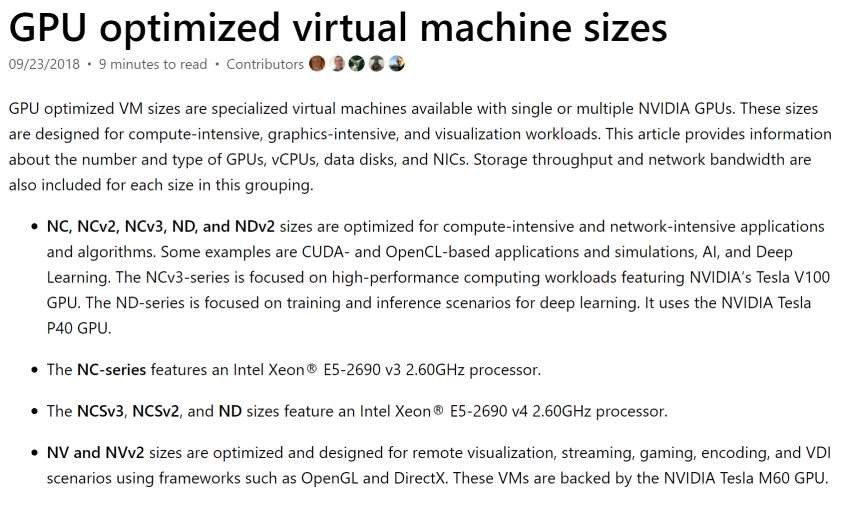 GPU optimized virtual machine sizes
09/23/2018 • 9 minutes to read • Contributors
GPU optimized VM sizes are specialized virtual machines available with single or multiple NVIDIA GPUs. These sizes
are designed for compute-intensive, graphics-intensive, and visualization workloads. This article provides information
about the number and type of GPUs, vCPUs, data disks, and NICs. Storage throughput and network bandwidth are
also included for each size in this grouping.
• NC, NCv2, NCv3, ND, and NDv2 sizes are optimized for compute-intensive and network-intensive applications
and algorithms. Some examples are CUDA- and OpenCL-based applications and simulations, AI, and Deep
Learning. The NCv3-series is focused on high-performance computing workloads featuring NVIDIA's Tesla V100
GPU. The ND-series is focused on training and inference scenarios for deep learning. It uses the NVIDIA Tesla
P40 GPU.
• The NC-series features an Intel Xeon® E5-2690 v3 2.60GHz processor.
• The NCSv3, NCSv2, and ND sizes feature an Intel Xeon® E5-2690 v4 2.60GHz processor.
• NV and NVv2 sizes are optimized and designed for remote visualization, streaming, gaming, encoding, and VDI
scenarios using frameworks such as OpenGL and DirectX. These VMs are backed by the NVIDIA Tesla M60 GPU.